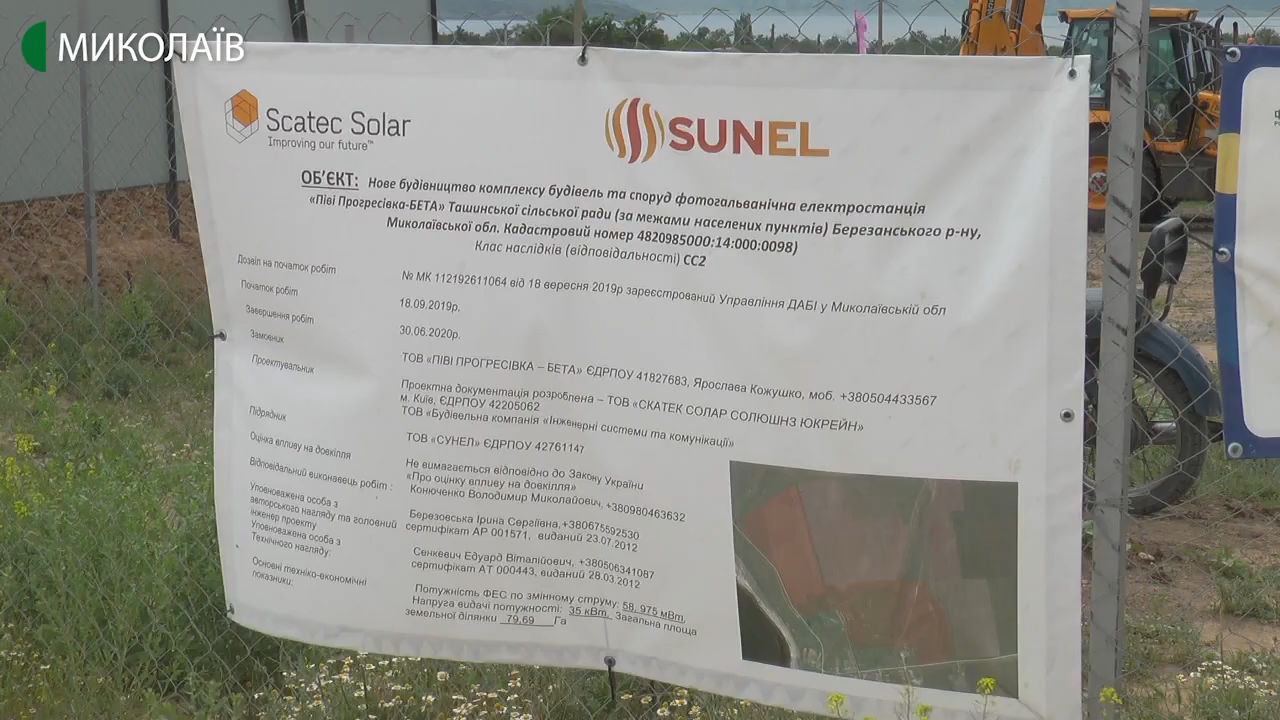 МИКОЛАЇВ
Scatec Solar
Improving our future™
SUNEL
ОБ'ЄКТ: Нове будівництво комплексу будівель та споруд фотогальванічна електростанція
«Піві Прогресівка-БЕТА» Ташинської сільської ради (за межами населених пунктів) Березанського р-ну,
Миколаївської обл. Кадастровий номер 4820985000:14:000:0098)
Клас наслідків (відповідальності) СС2
Дозвіл на початок робіт
№ МК 112192611064 від 18 вересня 2019р зареєстрований Управління ДАБІ у Миколаївській обл
Початок робіт
18.09.2019р.
Завершення робіт
30.06.2020р.
Замовник
ТОВ «ПІВІ ПРОГРЕСІВКА – БЕТА» ЄДРПОУ 41827683, Ярослава Кожушко, моб. +380504433567
Проектувальник
Проектна документація розроблена – ТОВ «СКАТЕК СОЛАР СОЛЮШНЗ ЮКРЕЙН»
м. Київ, ЄДРПОУ 42205062
ТОВ «Будівельна компанія «Інженерні системи та комунікації»
Підрядник
ТОВ «СУНЕЛ» ЄДРПОУ 42761147
Оцінка впливу на довкілля
Не вимагається відповідно до Закону України
«Про оцінку впливу на довкілля»
Відповідальний виконавець робіт :
Конюченко Володимир Миколайович, +380980463632
Уповноважена особа з
авторського нагляду та головний
інженер проекту
Березовська Ірина Сергіївна,+380675592530
сертифікат АР 001571, виданий 23.07.2012
Уповноважена особа з
Технічного нагляду:
Сенкевич Едуард Віталійович, +380506341087
сертифікат АТ 000443, виданий 28.03.2012
Основні техніко-економічні
показники:
Потужність ФЕС по змінному струму: 58, 975 мВт.
Напруга видачі потужності: 35 кВт. Загальна площа
земельної ділянки 79,69 Га